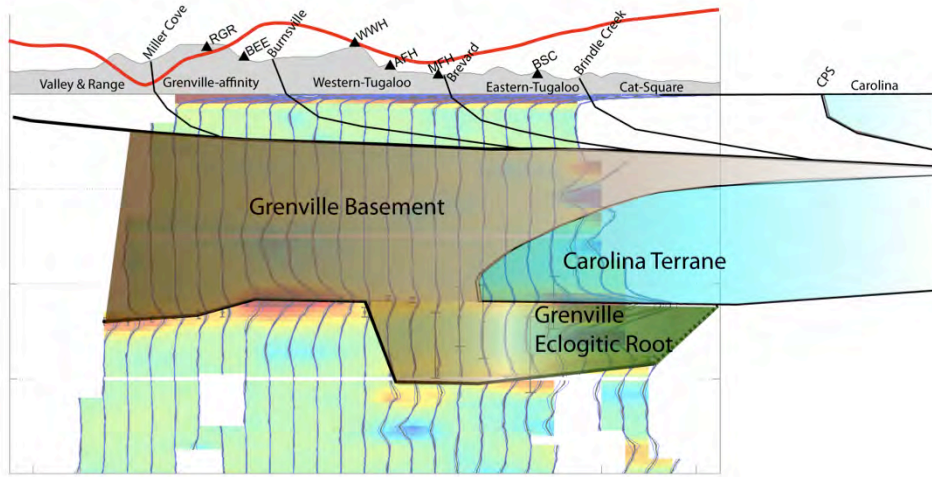 Miller Cove
RGR
BEE
Burnsville
WWH
AFH
MFH
Brevard
BSC
Brindle Creek
CPS
Valley & Range
Grenville-affinity
Western-Tugaloo
Eastern-Tugaloo
Cat-Square
Carolina
Grenville Basement
Carolina Terrane
Grenville
Eclogitic Root